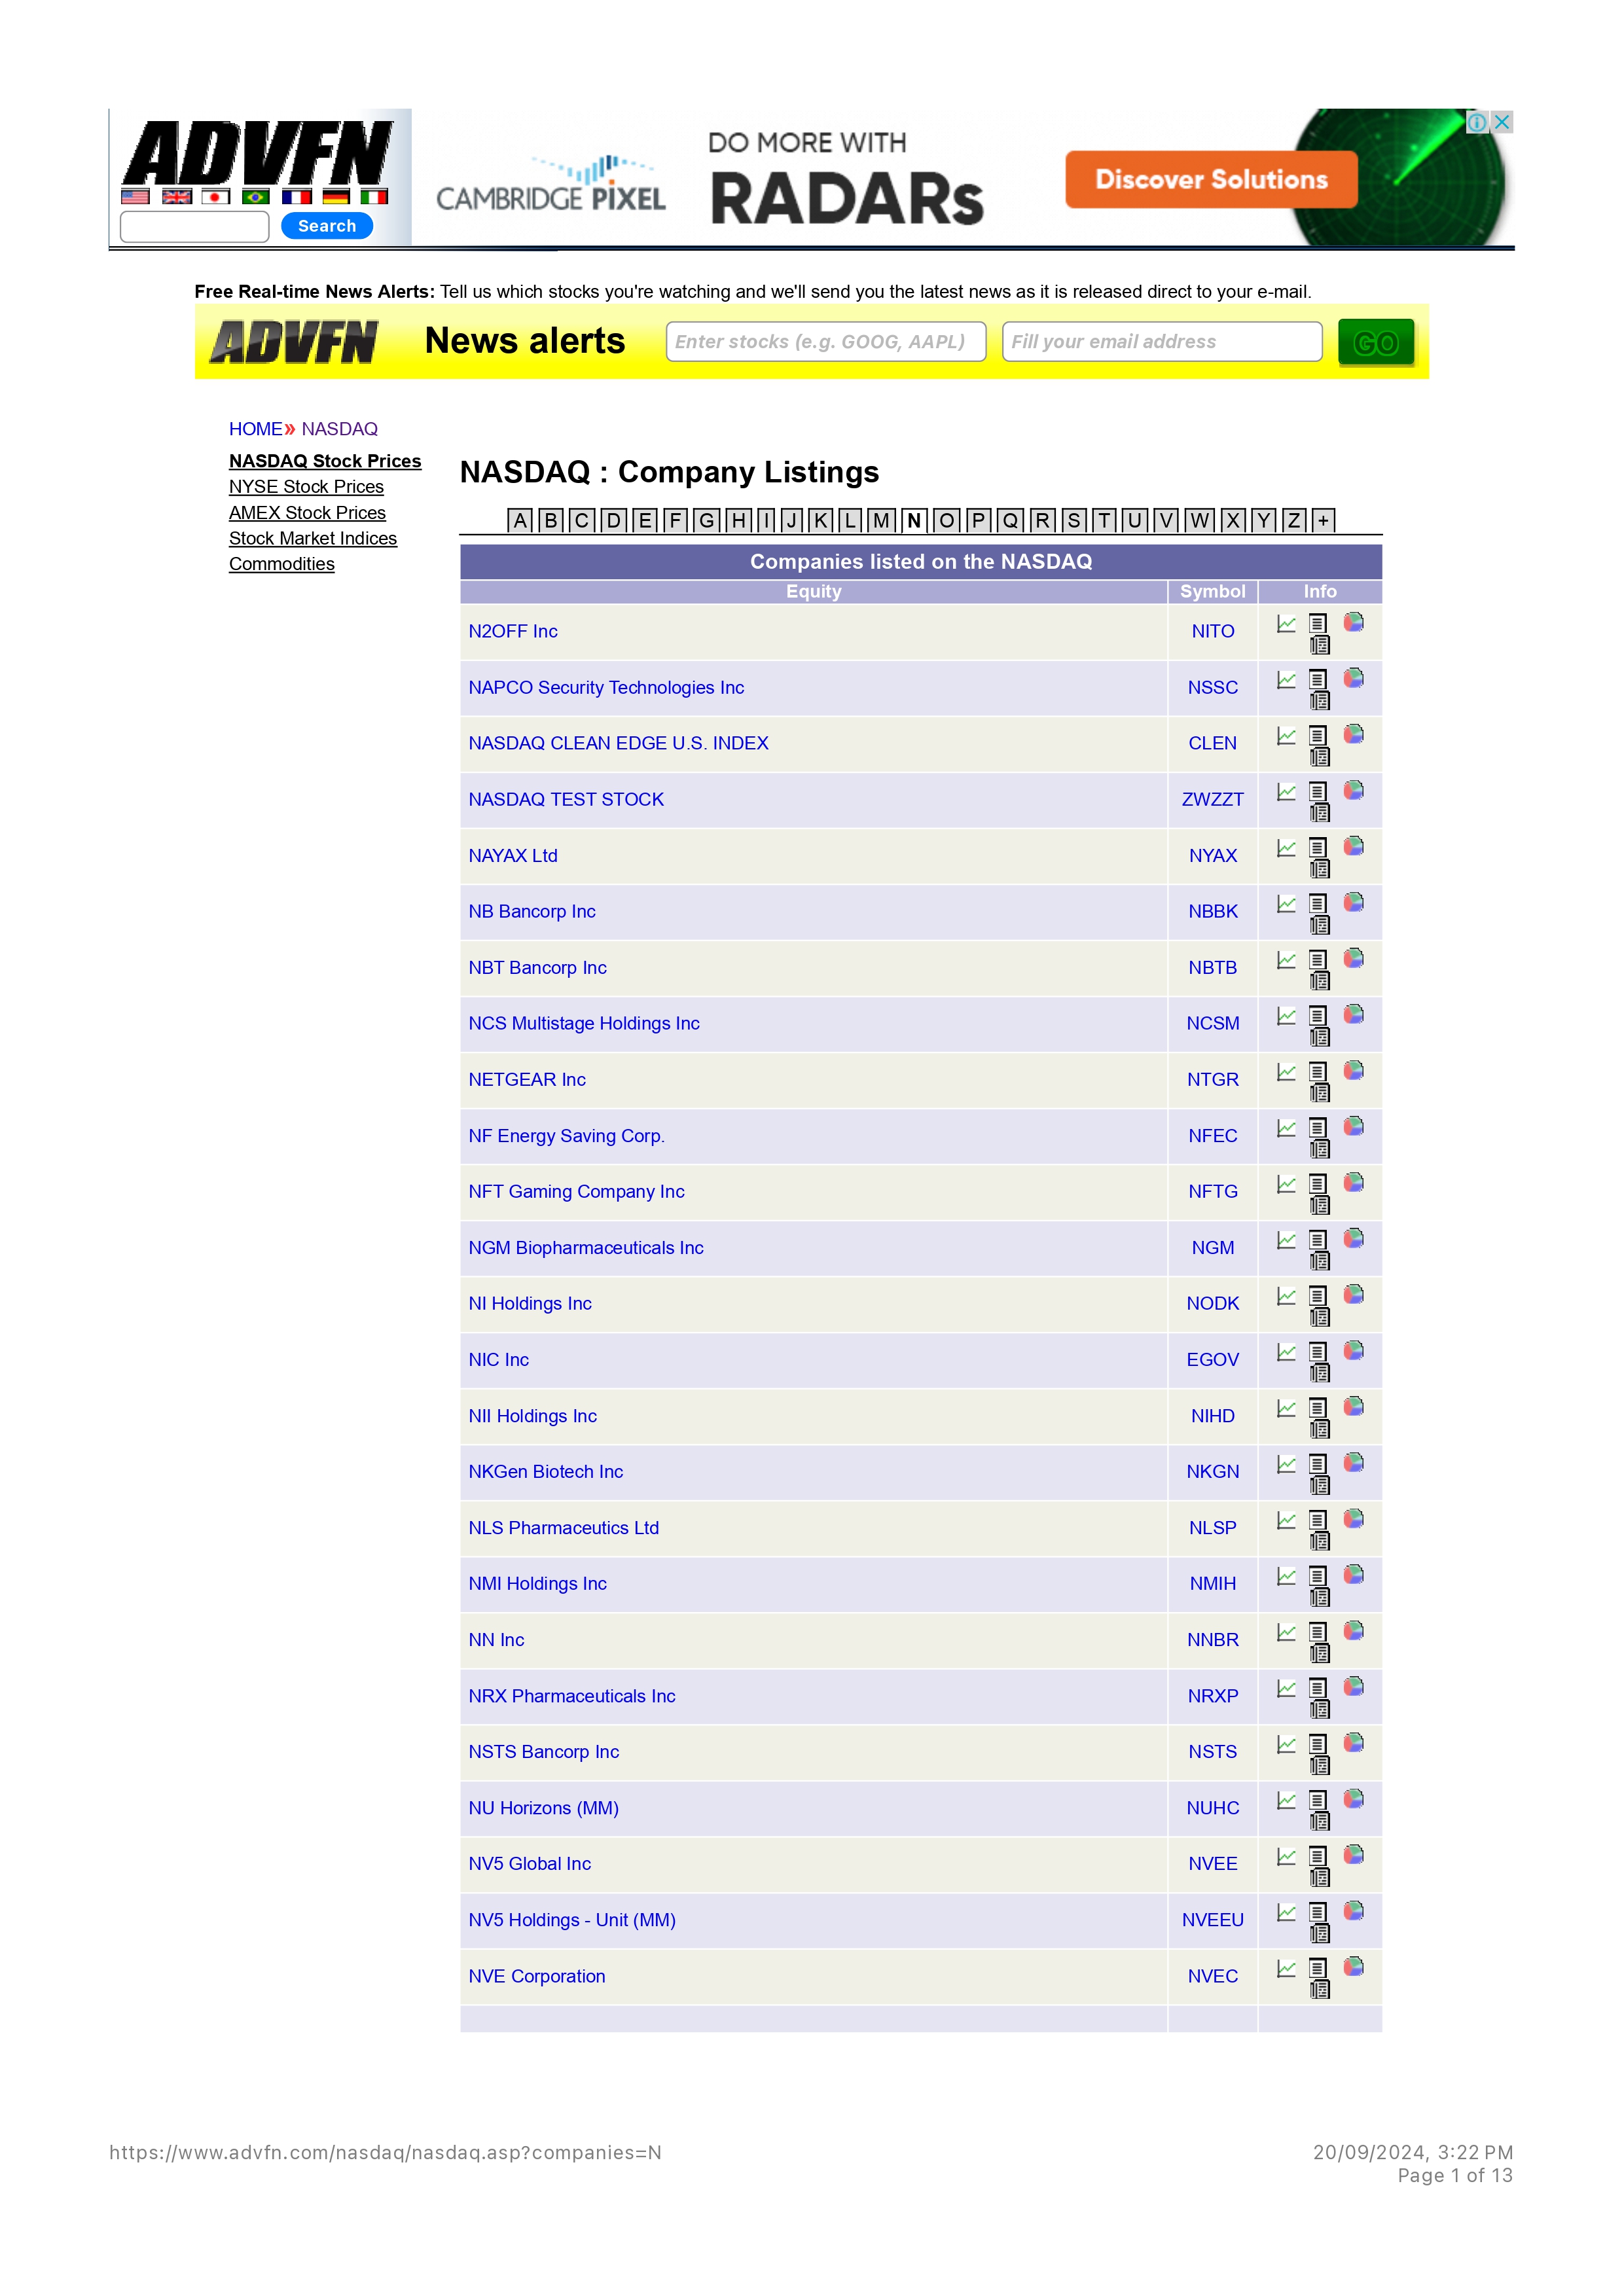 ADVFN
Search
CAMBRIDGE PIXEL
DO MORE WITH
RADARs
Discover Solutions
Free Real-time News Alerts: Tell us which stocks you're watching and we'll send you the latest news as it is released direct to your e-mail.
ADVFN News alerts Enter stocks (e.g. GOOG, AAPL) Fill your email address GO
HOME» NASDAQ
NASDAQ Stock Prices
NYSE Stock Prices
AMEX Stock Prices
Stock Market Indices
Commodities
NASDAQ : Company Listings
A B C D E F G H I J K L M N O P Q R S T U V W X Y Z +
Companies listed on the NASDAQ
Equity Symbol Info
N2OFF Inc NITO
NAPCO Security Technologies Inc NSSC
NASDAQ CLEAN EDGE U.S. INDEX CLEN
NASDAQ TEST STOCK ZWZZT
NAYAX Ltd NYAX
NB Bancorp Inc NBBK
NBT Bancorp Inc NBTB
NCS Multistage Holdings Inc NCSM
NETGEAR Inc NTGR
NF Energy Saving Corp. NFEC
NFT Gaming Company Inc NFTG
NGM Biopharmaceuticals Inc NGM
NI Holdings Inc NODK
NIC Inc EGOV
NII Holdings Inc NIHD
NKGen Biotech Inc NKGN
NLS Pharmaceutics Ltd NLSP
NMI Holdings Inc NMIH
NN Inc NNBR
NRX Pharmaceuticals Inc NRXP
NSTS Bancorp Inc NSTS
NU Horizons (MM) NUHC
NV5 Global Inc NVEE
NV5 Holdings - Unit (MM) NVEEU
NVE Corporation NVEC
https://www.advfn.com/nasdaq/nasdaq.asp?companies=N 20/09/2024, 3:22 PM
Page 1 of 13